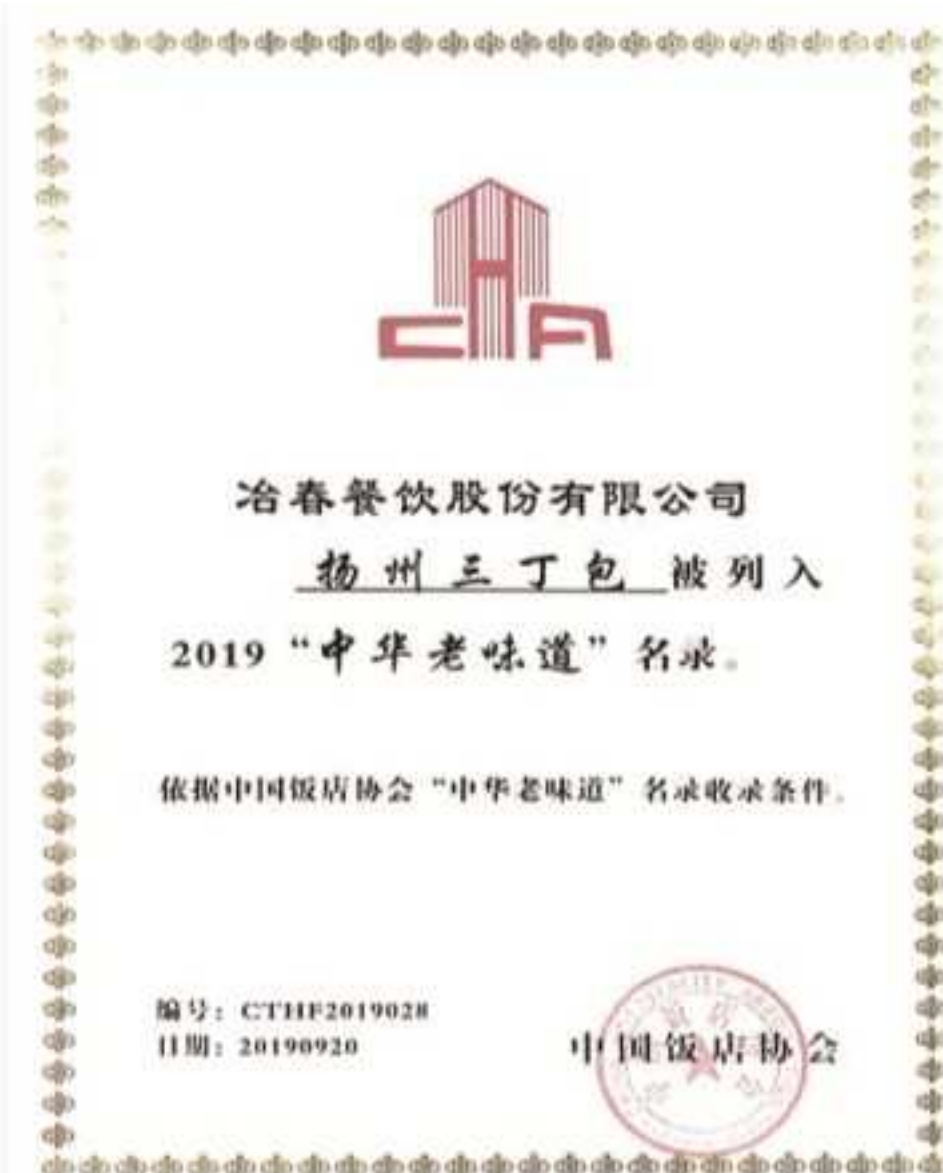 CHA
冶春餐饮股份有限公司
扬州三丁包 被列入
2019“中华老味道”名录。
依据中国饭店协会“中华老味道”名录收录条件。
编号：CTHF2019028
日期：20190920
中国饭店协会